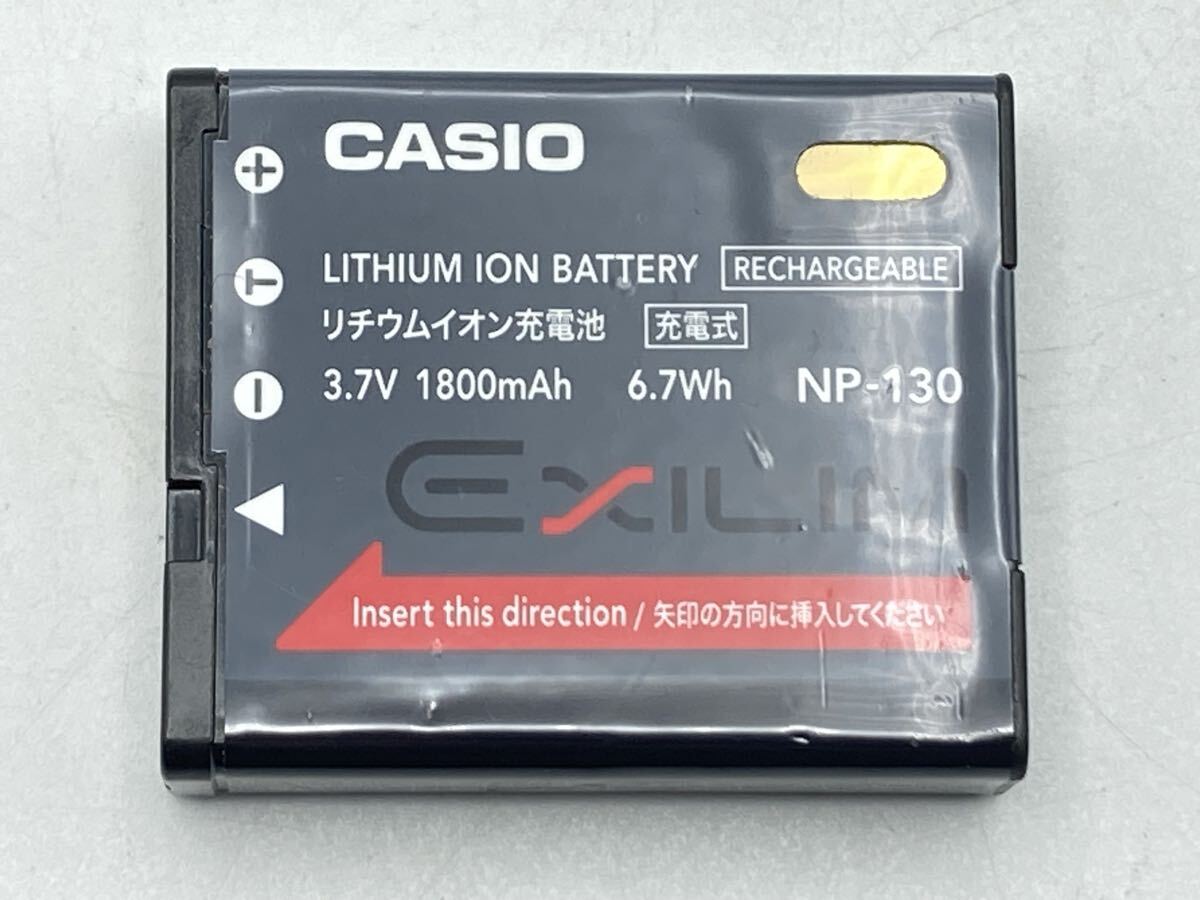 CASIO
+
LITHIUM ION BATTERY RECHARGEABLE
T
リチウムイオン充電池 充電式
3.7V 1800mAh 6.7Wh NP-130
−
EXILIM
Insert this direction / 矢印の方向に挿入してください